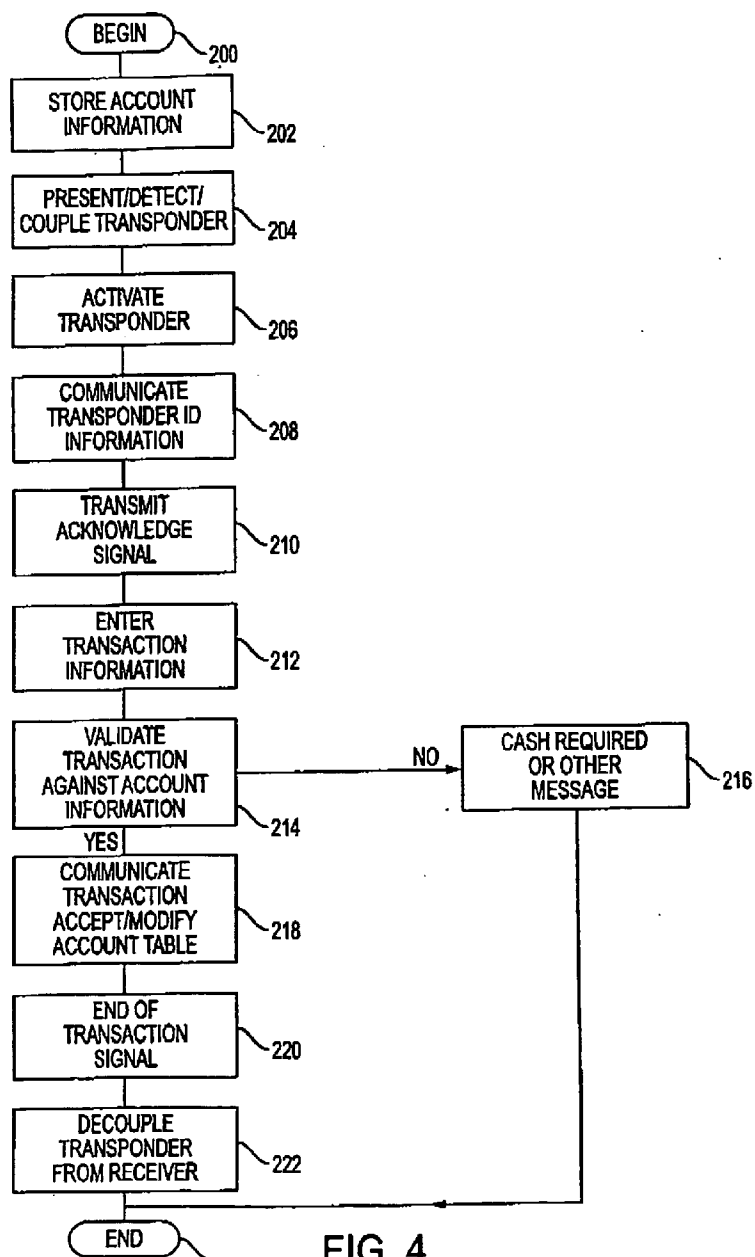 BEGIN
200
STORE ACCOUNT
INFORMATION
202
PRESENT/DETECT/
COUPLE TRANSPONDER
204
ACTIVATE
TRANSPONDER
206
COMMUNICATE
TRANSPONDER ID
INFORMATION
208
TRANSMIT
ACKNOWLEDGE
SIGNAL
210
ENTER
TRANSACTION
INFORMATION
212
VALIDATE
TRANSACTION
AGAINST ACCOUNT
INFORMATION
214
NO
CASH REQUIRED
OR OTHER
MESSAGE
216
YES
COMMUNICATE
TRANSACTION
ACCEPT/MODIFY
ACCOUNT TABLE
218
END OF
TRANSACTION
SIGNAL
220
DECOUPLE
TRANSPONDER
FROM RECEIVER
222
END
FIG. 4